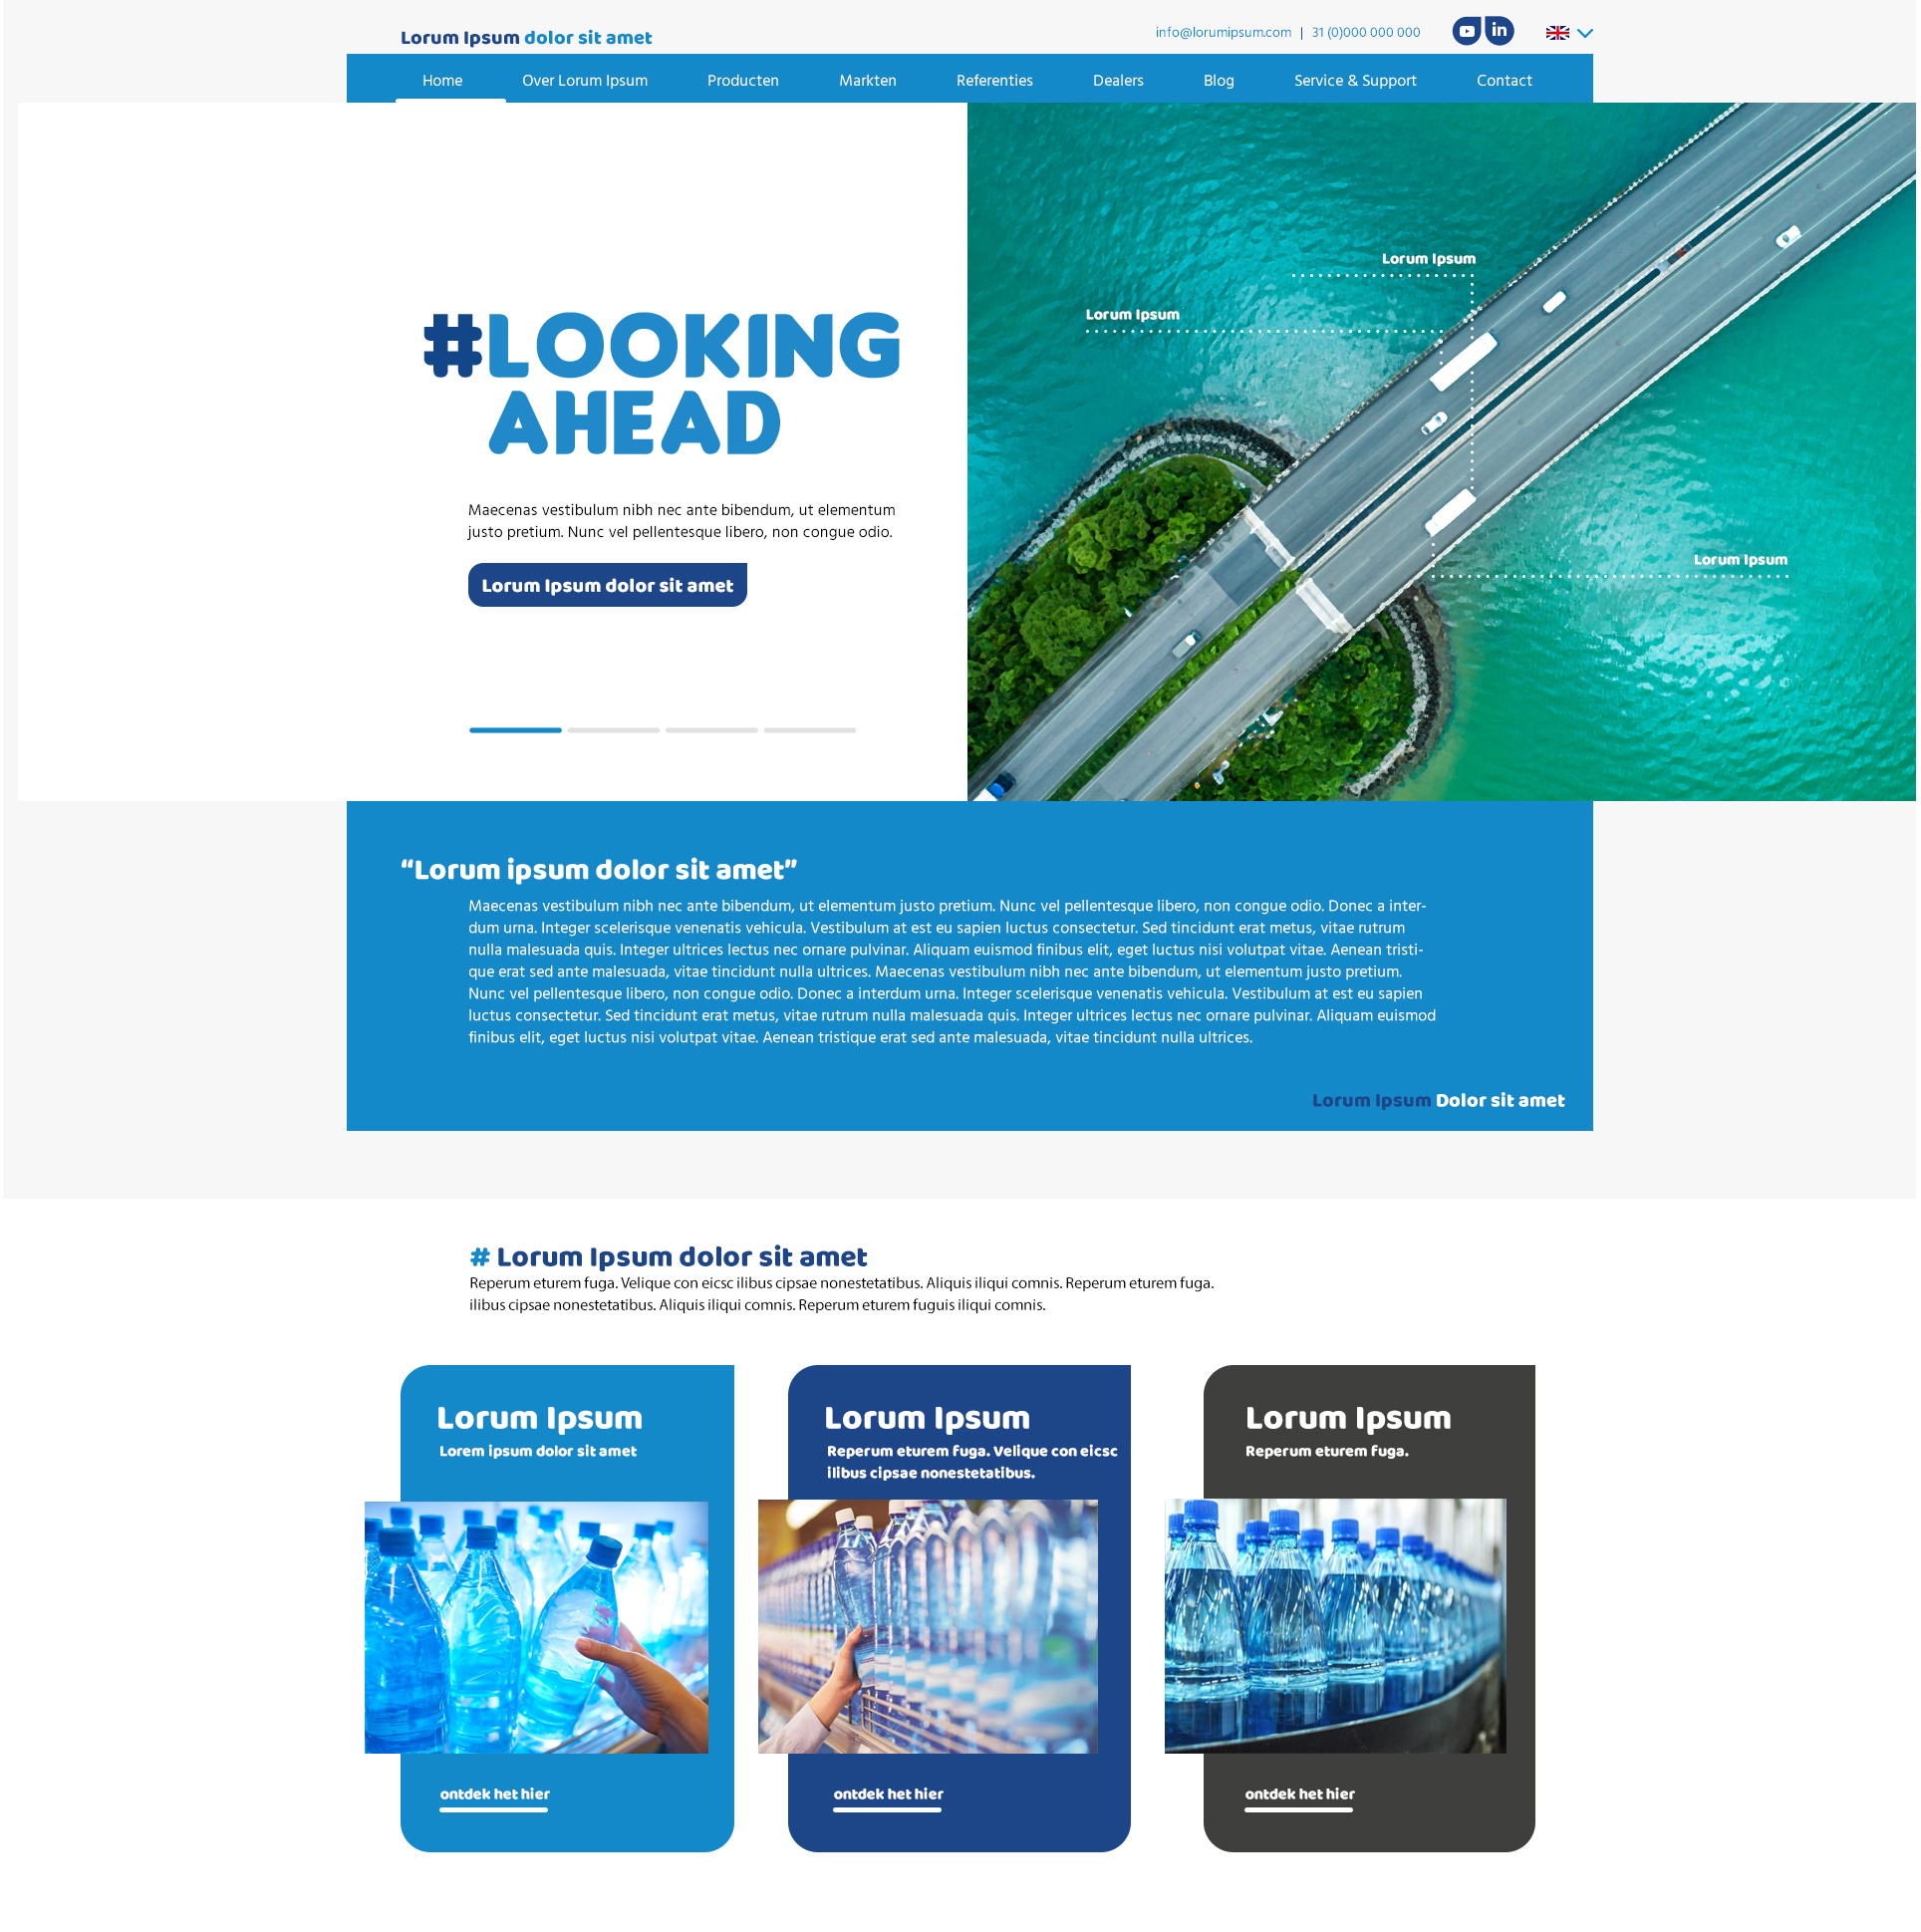 Lorum Ipsum dolor sit amet
info@lorumipsum.com | 31 (0)000 000 000
in
Home Over Lorum Ipsum Producten Markten Referenties Dealers Blog Service & Support Contact
Lorum Ipsum
Lorum Ipsum
Lorum Ipsum
#LOOKING
AHEAD
Maecenas vestibulum nibh nec ante bibendum, ut elementum
justo pretium. Nunc vel pellentesque libero, non congue odio.
Lorum Ipsum dolor sit amet
“Lorum ipsum dolor sit amet”
Maecenas vestibulum nibh nec ante bibendum, ut elementum justo pretium. Nunc vel pellentesque libero, non congue odio. Donec a inter-
dum urna. Integer scelerisque venenatis vehicula. Vestibulum at est eu sapien luctus consectetur. Sed tincidunt erat metus, vitae rutrum
nulla malesuada quis. Integer ultrices lectus nec ornare pulvinar. Aliquam euismod finibus elit, eget luctus nisi volutpat vitae. Aenean tristi-
que erat sed ante malesuada, vitae tincidunt nulla ultrices. Maecenas vestibulum nibh nec ante bibendum, ut elementum justo pretium.
Nunc vel pellentesque libero, non congue odio. Donec a interdum urna. Integer scelerisque venenatis vehicula. Vestibulum at est eu sapien
luctus consectetur. Sed tincidunt erat metus, vitae rutrum nulla malesuada quis. Integer ultrices lectus nec ornare pulvinar. Aliquam euismod
finibus elit, eget luctus nisi volutpat vitae. Aenean tristique erat sed ante malesuada, vitae tincidunt nulla ultrices.
Lorum Ipsum Dolor sit amet
# Lorum Ipsum dolor sit amet
Reperum eturem fuga. Velique con eicsc ilibus cipsae nonestetatibus. Aliquis iliqui comnis. Reperum eturem fuga.
ilibus cipsae nonestetatibus. Aliquis iliqui comnis. Reperum eturem fuguis iliqui comnis.
Lorum Ipsum
Lorem ipsum dolor sit amet
ontdek het hier
Lorum Ipsum
Reperum eturem fuga. Velique con eicsc
ilibus cipsae nonestetatibus.
ontdek het hier
Lorum Ipsum
Reperum eturem fuga.
ontdek het hier